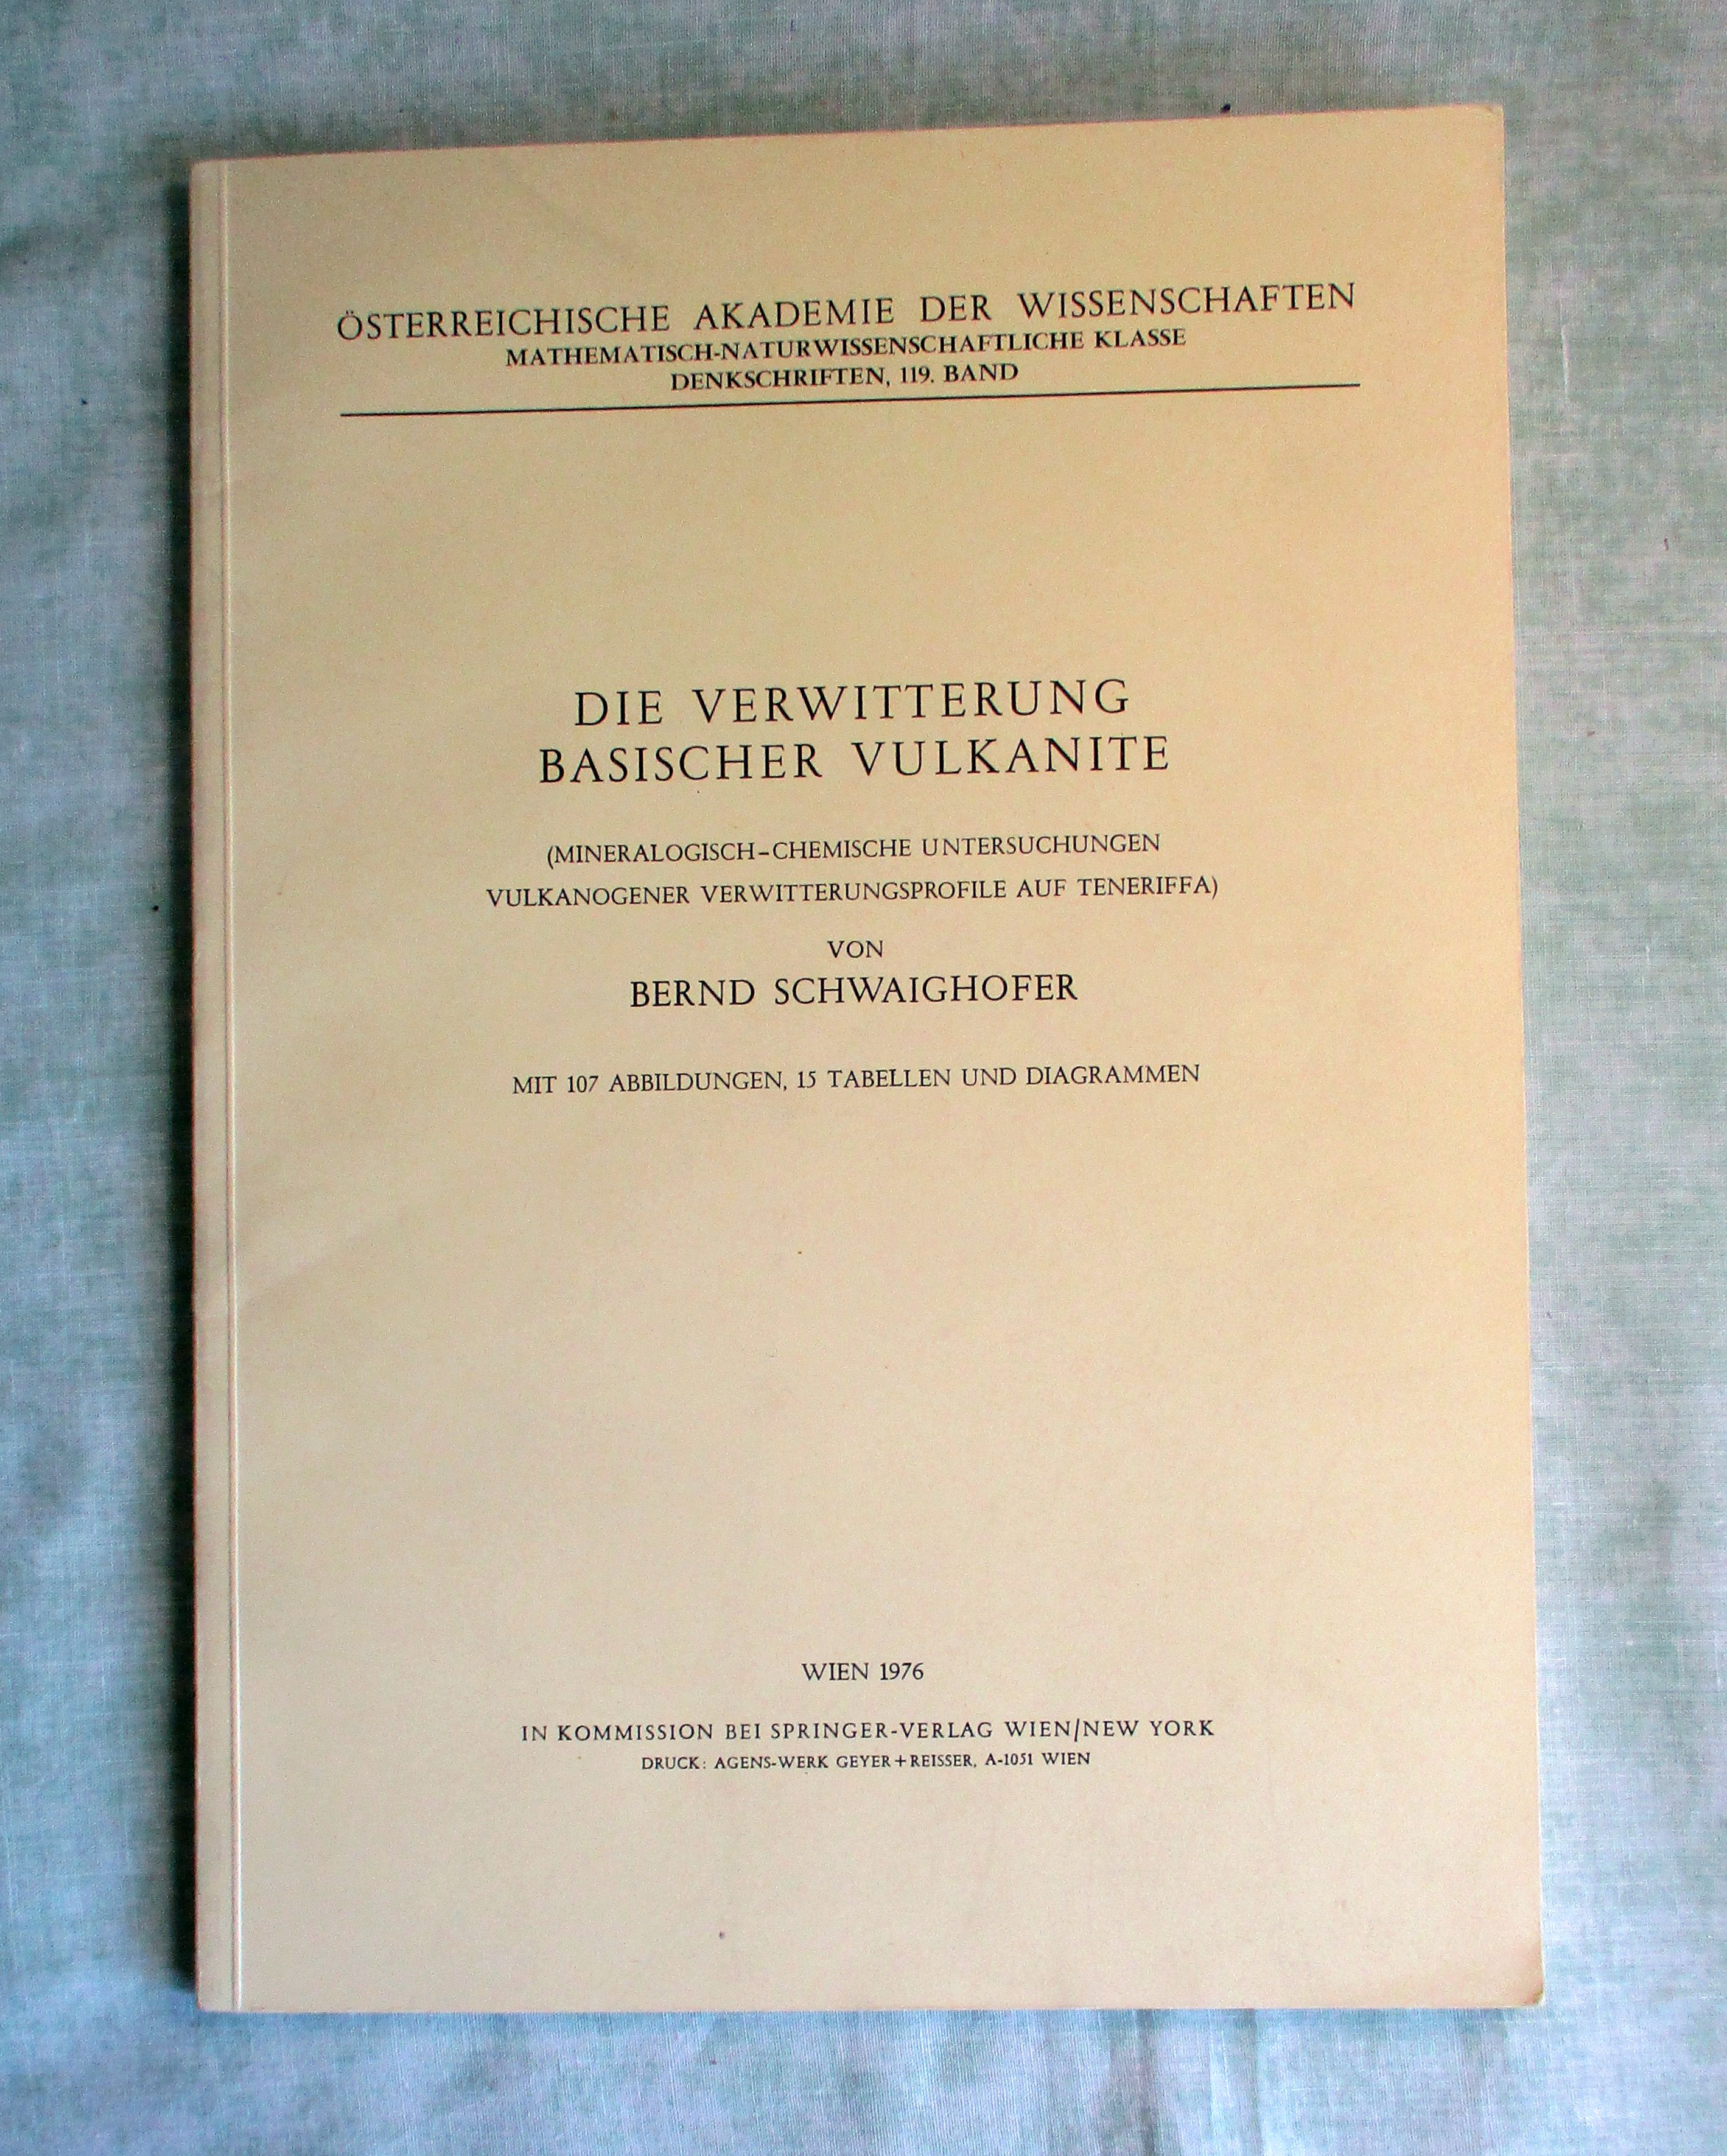 ÖSTERREICHISCHE AKADEMIE DER WISSENSCHAFTEN
MATHEMATISCH-NATURWISSENSCHAFTLICHE KLASSE
DENKSCHRIFTEN, 119. BAND
DIE VERWITTERUNG
BASISCHER VULKANITE
(MINERALOGISCH–CHEMISCHE UNTERSUCHUNGEN
VULKANOGENER VERWITTERUNGSPROFILE AUF TENERIFFA)
VON
BERND SCHWAIGHOFER
MIT 107 ABBILDUNGEN, 15 TABELLEN UND DIAGRAMMEN
WIEN 1976
IN KOMMISSION BEI SPRINGER-VERLAG WIEN/NEW YORK
DRUCK: AGENS-WERK GEYER+REISSER, A-1051 WIEN